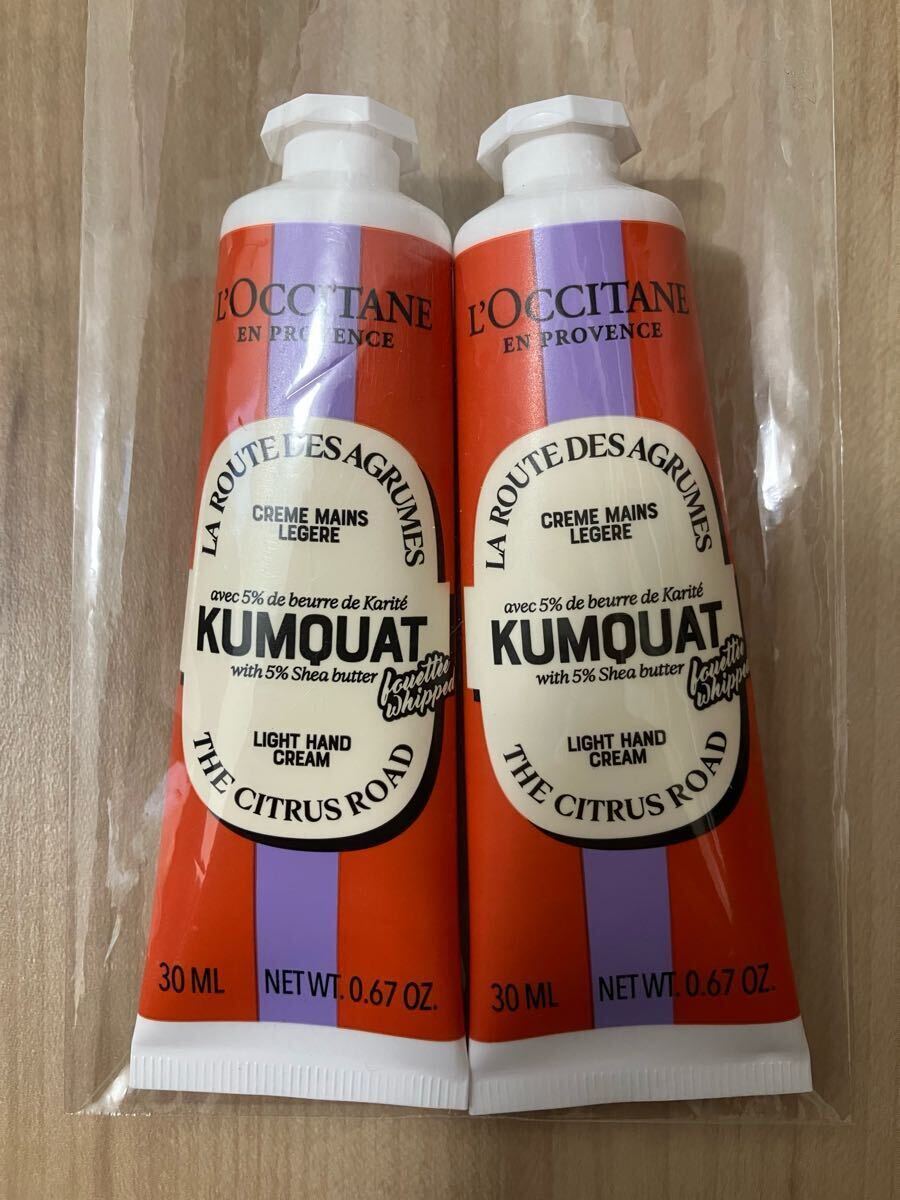 L'OCCITANE
EN PROVENCE
LA ROUTE DES AGRUMES
CREME MAINS
LEGERE
avec 5% de beurre de Karité
KUMQUAT
with 5% Shea butter
fouettée
whipped
LIGHT HAND
CREAM
THE CITRUS ROAD
30 ML NET WT. 0.67 OZ.
L'OCCITANE
EN PROVENCE
LA ROUTE DES AGRUMES
CREME MAINS
LEGERE
avec 5% de beurre de Karité
KUMQUAT
with 5% Shea butter
fouettée
whipped
LIGHT HAND
CREAM
THE CITRUS ROAD
30 ML NET WT. 0.67 OZ.